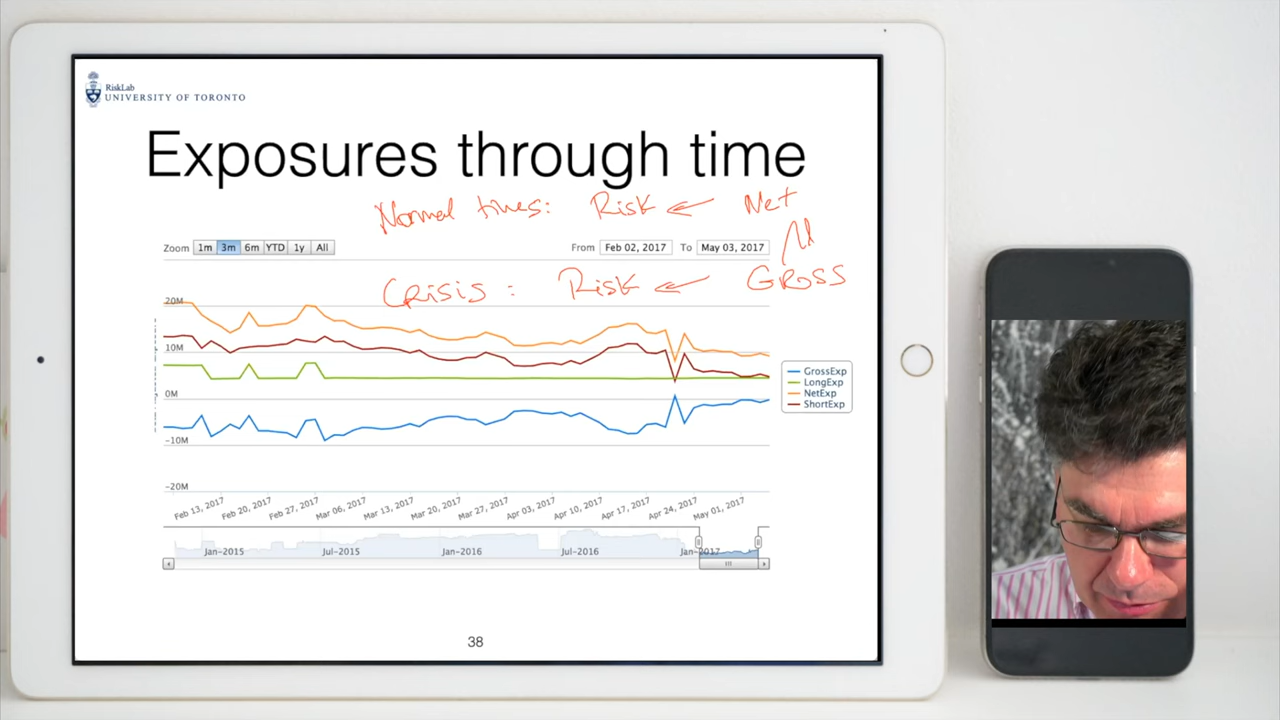 RiskLab
UNIVERSITY OF TORONTO
Exposures through time
Normal times: Risk ← Net
Zoom 1m 3m 6m YTD 1y All From Feb 02, 2017 To May 03, 2017
Crisis : Risk ← GROSS
20M
10M
0M
-10M
-20M
GrossExp
LongExp
NetExp
ShortExp
Feb 13, 2017 Feb 20, 2017 Feb 27, 2017 Mar 06, 2017 Mar 13, 2017 Mar 20, 2017 Mar 27, 2017 Apr 03, 2017 Apr 10, 2017 Apr 17, 2017 Apr 24, 2017 May 01, 2017
Jan-2015 Jul-2015 Jan-2016 Jul-2016 Jan-2017
38